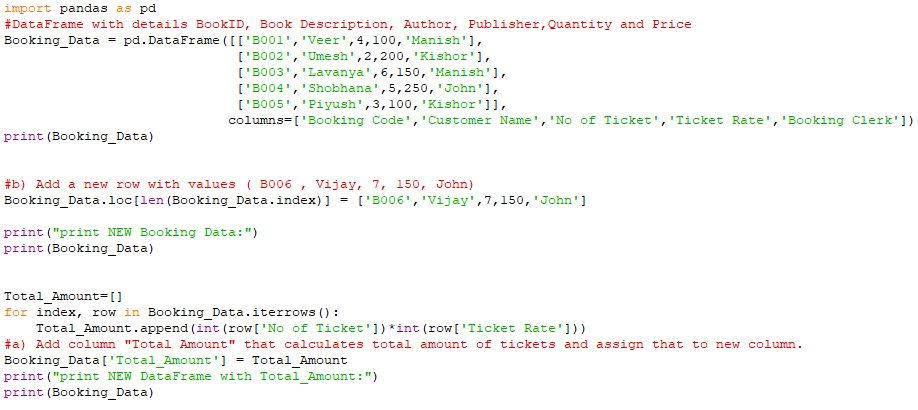 import pandas as pd
#DataFrame with details BookID, Book Description, Author, Publisher,Quantity and Price
Booking_Data = pd.DataFrame([['B001','Veer',4,100,'Manish'],
                             ['B002','Umesh',2,200,'Kishor'],
                             ['B003','Lavanya',6,150,'Manish'],
                             ['B004','Shobhana',5,250,'John'],
                             ['B005','Piyush',3,100,'Kishor']],
                            columns=['Booking Code','Customer Name','No of Ticket','Ticket Rate','Booking Clerk'])
print(Booking_Data)
#b) Add a new row with values ( B006 , Vijay, 7, 150, John)
Booking_Data.loc[len(Booking_Data.index)] = ['B006','Vijay',7,150,'John']
print("print NEW Booking Data:")
print(Booking_Data)
Total_Amount=[]
for index, row in Booking_Data.iterrows():
    Total_Amount.append(int(row['No of Ticket'])*int(row['Ticket Rate']))
#a) Add column "Total Amount" that calculates total amount of tickets and assign that to new column.
Booking_Data['Total_Amount'] = Total_Amount
print("print NEW DataFrame with Total_Amount:")
print(Booking_Data)